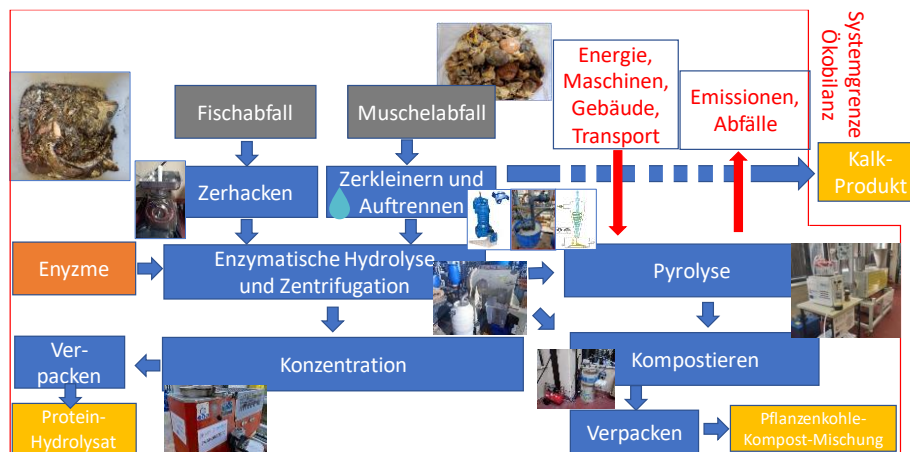 Energie,
Maschinen,
Gebäude,
Transport
Emissionen,
Abfälle
Systemgrenze
Ökobilanz
Fischabfall
Muschelabfall
Kalk-
Produkt
Zerhacken
Zerkleinern und
Auftrennen
Enyzme
Enzymatische Hydrolyse
und Zentrifugation
Pyrolyse
Ver-
packen
Konzentration
Kompostieren
Protein-
Hydrolysat
Verpacken
Pflanzenkohle-
Kompost-Mischung